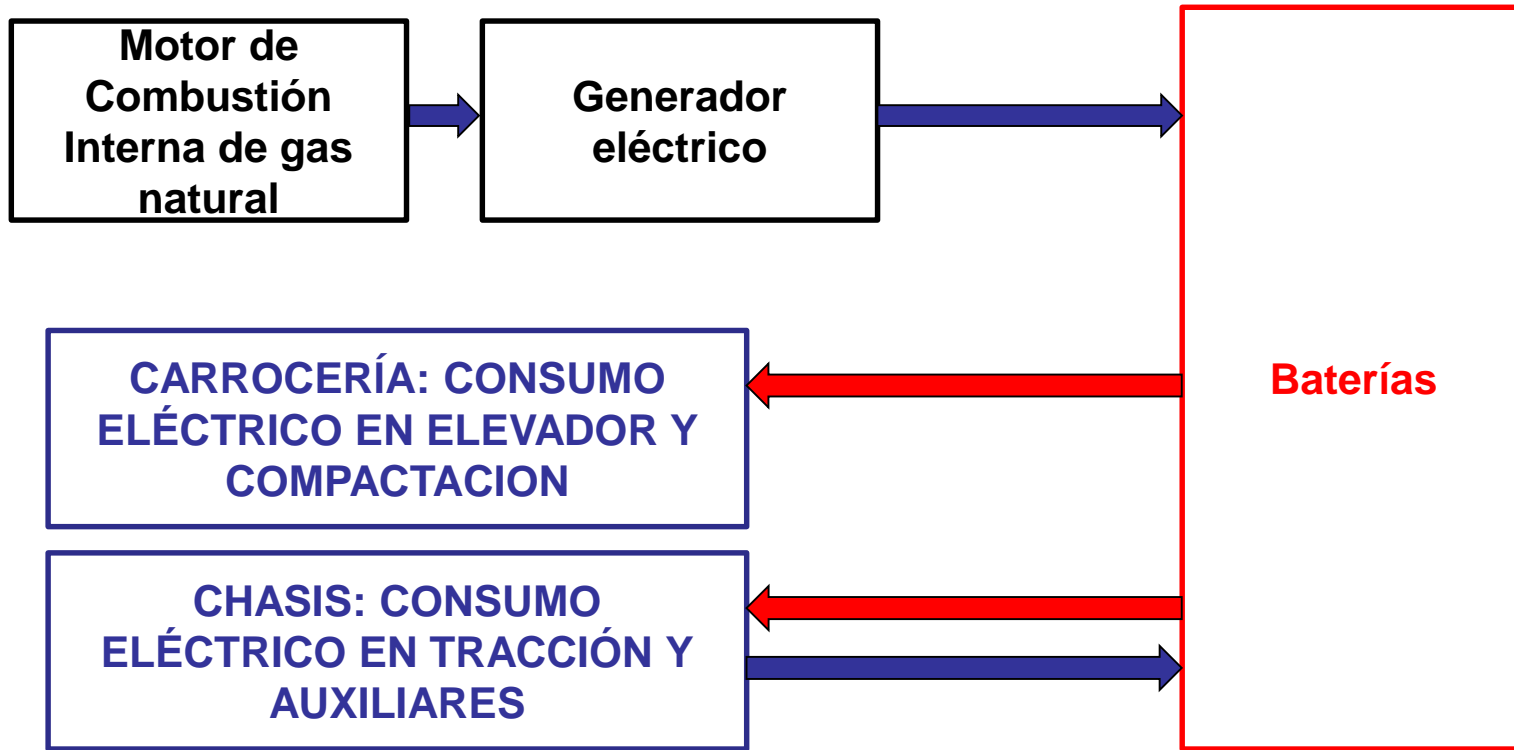 Motor de
Combustión
Interna de gas
natural
Generador
eléctrico
CARROCERÍA: CONSUMO
ELÉCTRICO EN ELEVADOR Y
COMPACTACION
Baterías
CHASIS: CONSUMO
ELÉCTRICO EN TRACCIÓN Y
AUXILIARES